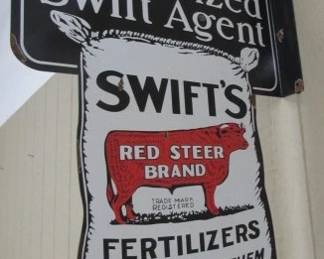 Swift Agent
SWIFT'S
RED STEER
BRAND
TRADE MARK
REGISTERED
FERTILIZERS